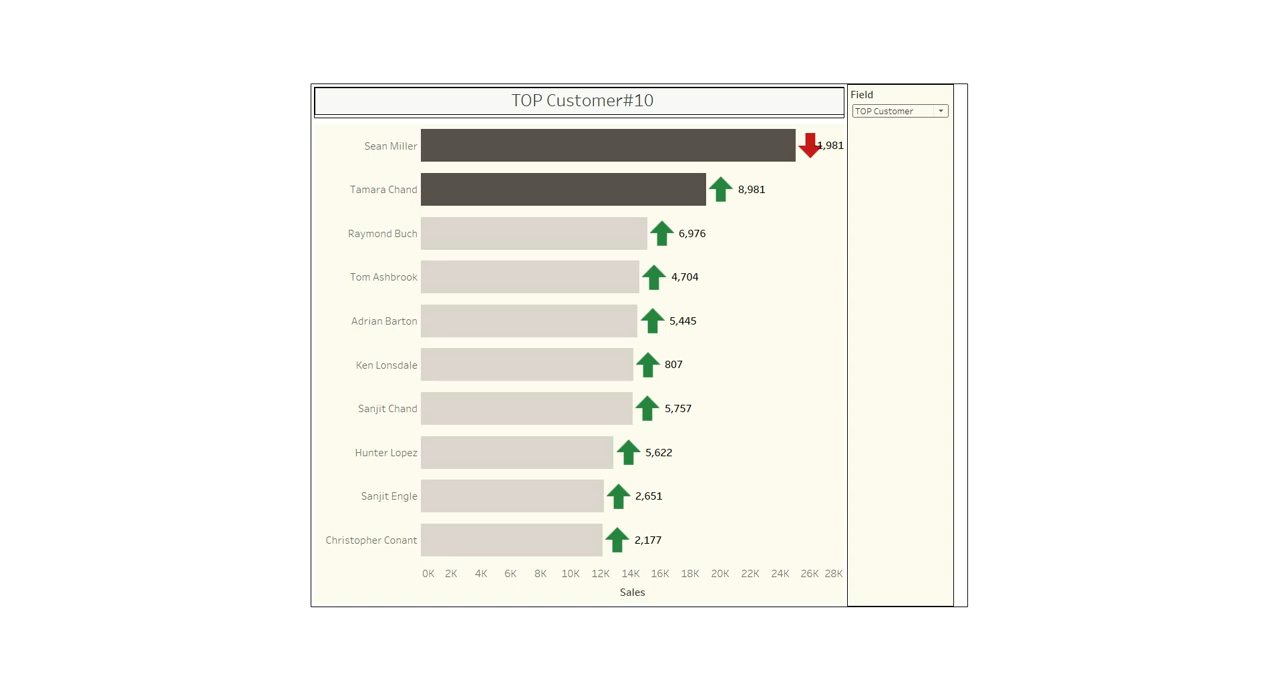 TOP Customer#10
Field
TOP Customer
Sean Miller 1,981
Tamara Chand 8,981
Raymond Buch 6,976
Tom Ashbrook 4,704
Adrian Barton 5,445
Ken Lonsdale 807
Sanjit Chand 5,757
Hunter Lopez 5,622
Sanjit Engle 2,651
Christopher Conant 2,177
0K 2K 4K 6K 8K 10K 12K 14K 16K 18K 20K 22K 24K 26K 28K
Sales